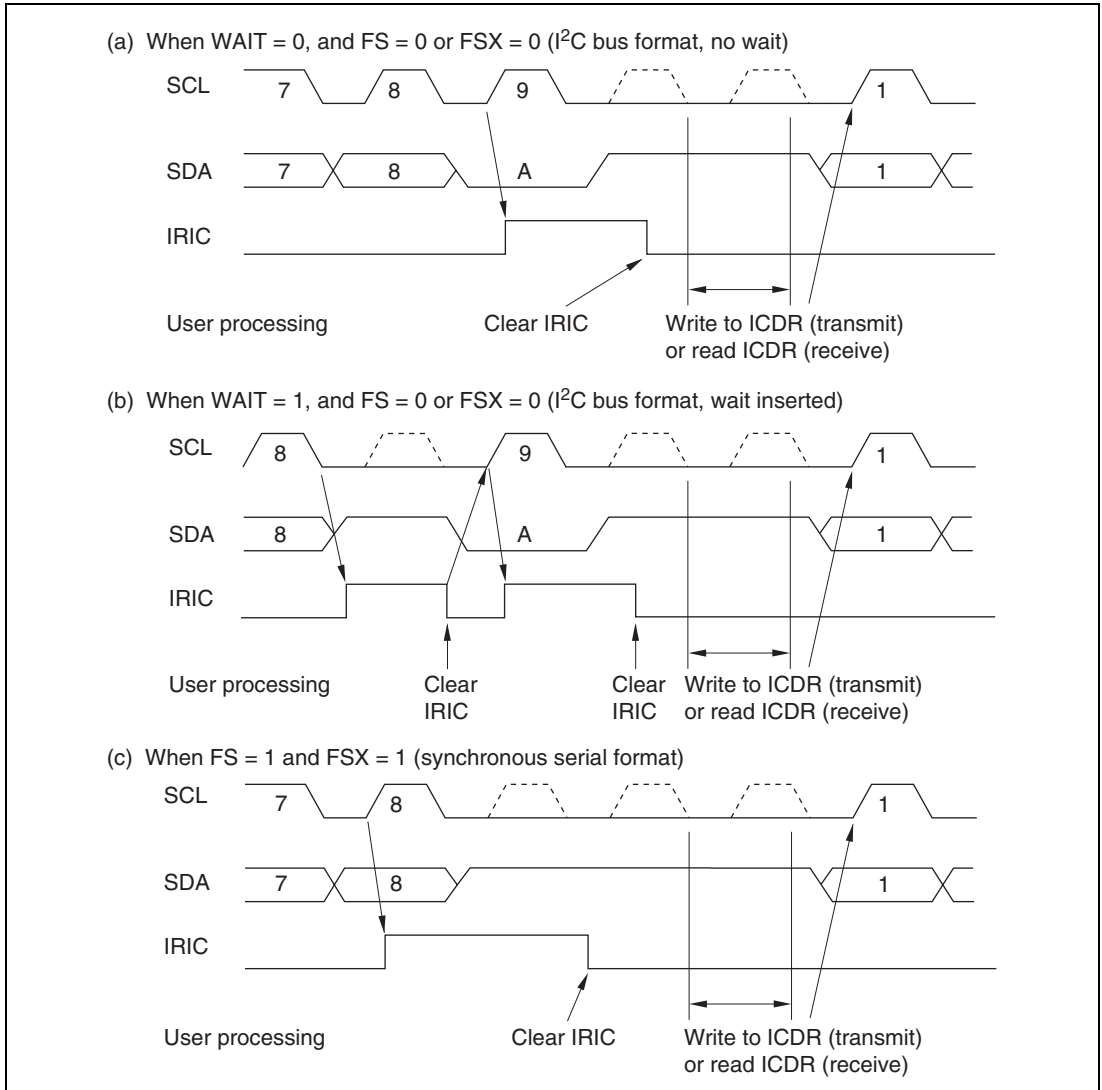 (a) When WAIT = 0, and FS = 0 or FSX = 0 (I²C bus format, no wait)
SCL 7 8 9 1
SDA 7 8 A 1
IRIC
User processing Clear IRIC Write to ICDR (transmit)
or read ICDR (receive)
(b) When WAIT = 1, and FS = 0 or FSX = 0 (I²C bus format, wait inserted)
SCL 8 9 1
SDA 8 A 1
IRIC
User processing Clear Clear Write to ICDR (transmit)
IRIC IRIC or read ICDR (receive)
(c) When FS = 1 and FSX = 1 (synchronous serial format)
SCL 7 8 1
SDA 7 8 1
IRIC
User processing Clear IRIC Write to ICDR (transmit)
or read ICDR (receive)